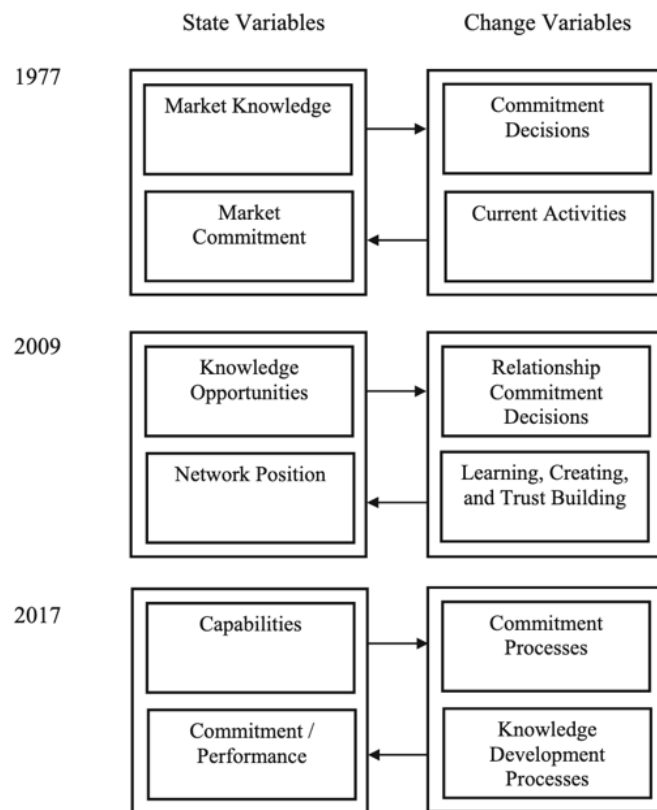 State Variables
Change Variables
1977
Market Knowledge
Commitment
Decisions
Market
Commitment
Current Activities
2009
Knowledge
Opportunities
Relationship
Commitment
Decisions
Network Position
Learning, Creating,
and Trust Building
2017
Capabilities
Commitment
Processes
Commitment /
Performance
Knowledge
Development
Processes